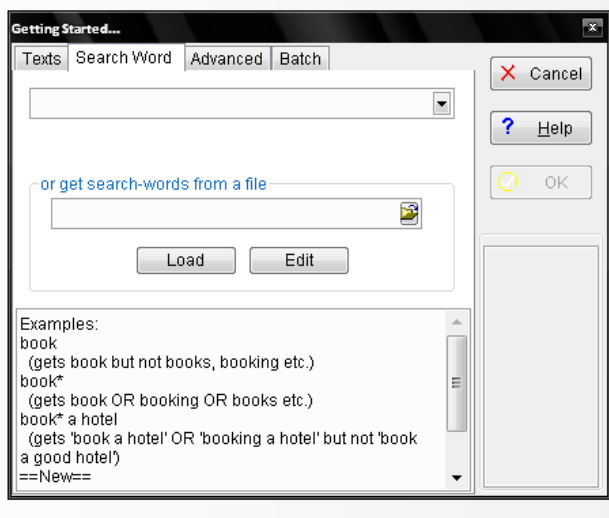 Getting Started...
Texts Search Word Advanced Batch
Cancel
? Help
OK
or get search-words from a file
Load Edit
Examples:
book
(gets book but not books, booking etc.)
book*
(gets book OR booking OR books etc.)
book* a hotel
(gets 'book a hotel' OR 'booking a hotel' but not 'book
a good hotel')
==New==